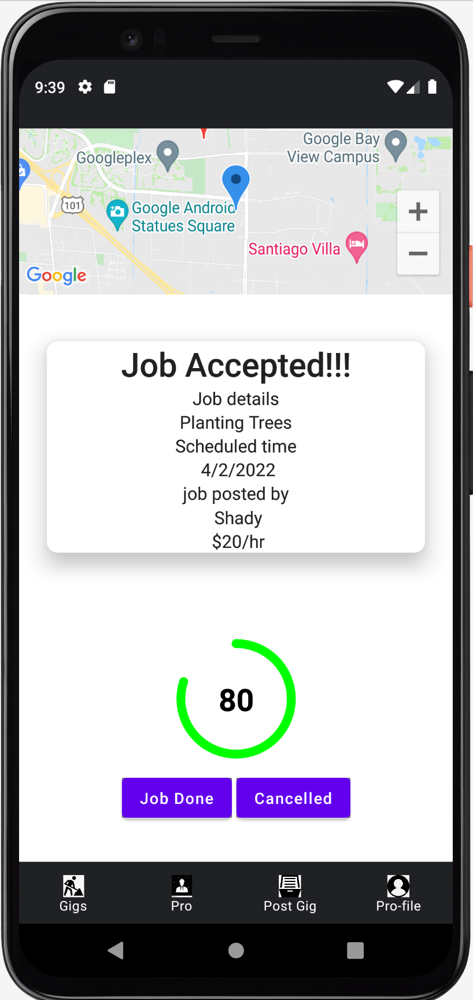 9:39
Googleplex
Google Bay
View Campus
101
Google Android
Statues Square
Santiago Villa
+
−
Google
Job Accepted!!!
Job details
Planting Trees
Scheduled time
4/2/2022
job posted by
Shady
$20/hr
80
Job Done
Cancelled
Gigs
Pro
Post Gig
Pro-file